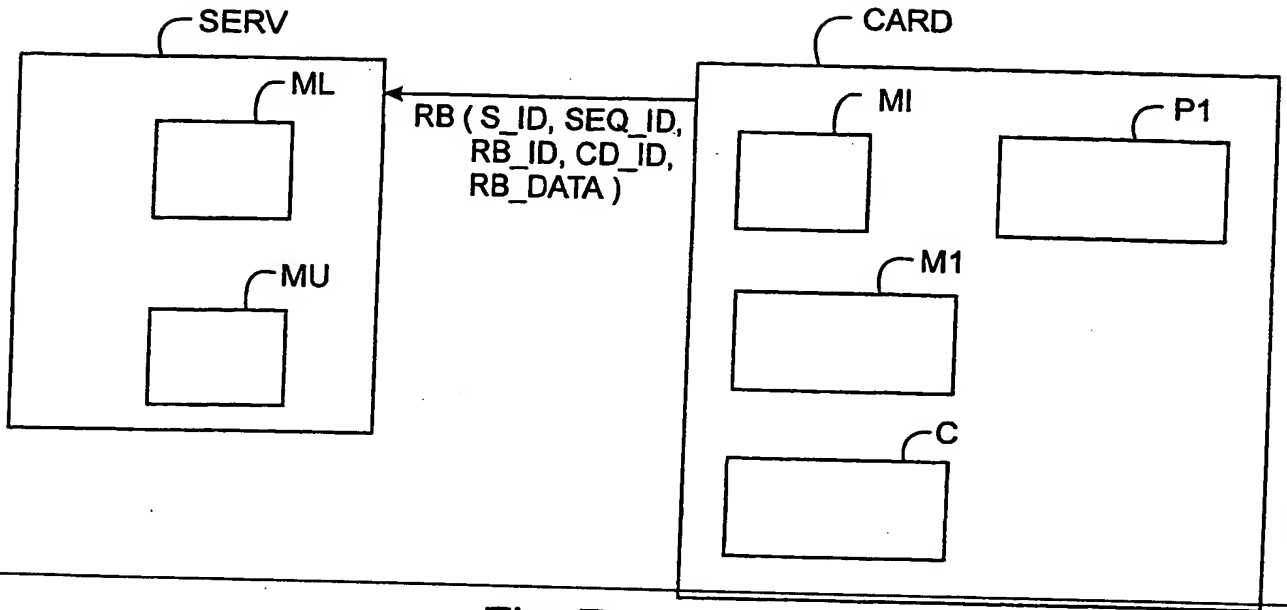 SERV
CARD
ML
MI
P1
RB ( S_ID, SEQ_ID,
RB_ID, CD_ID,
RB_DATA )
MU
M1
C